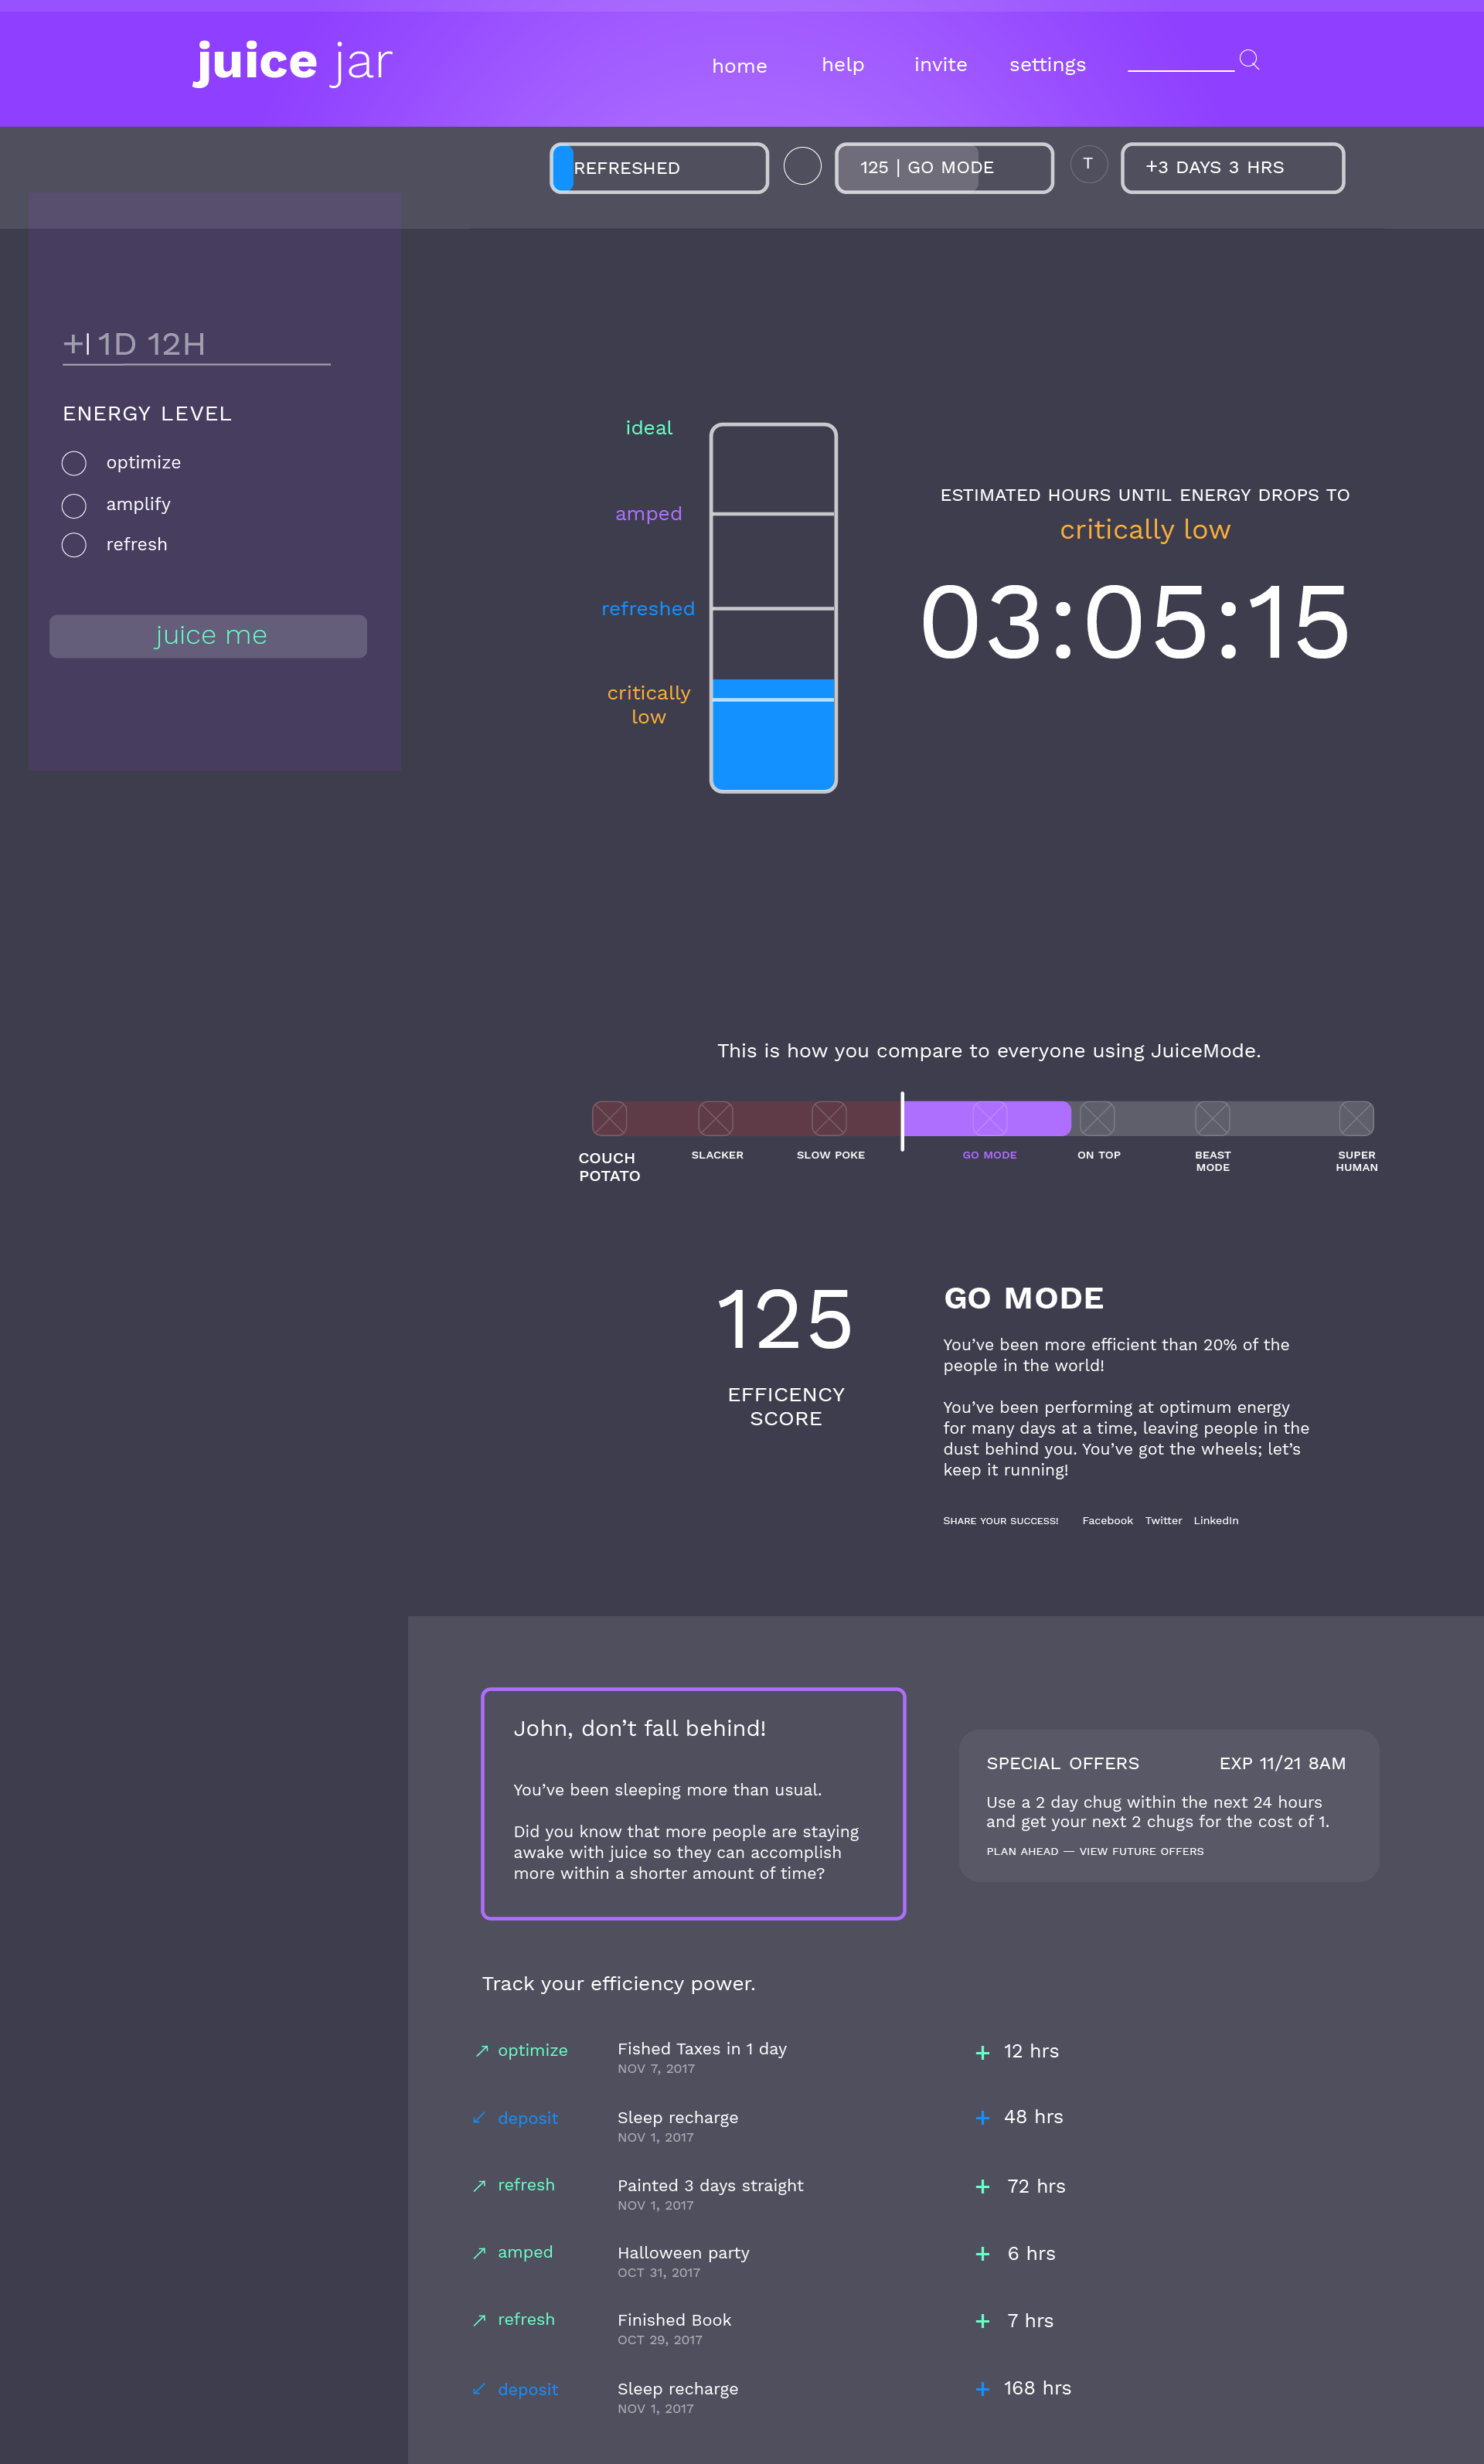 juice jar
home help invite settings
REFRESHED
125 | GO MODE
T
+3 DAYS 3 HRS
+ 1D 12H
ENERGY LEVEL
optimize
amplify
refresh
juice me
ideal
amped
refreshed
critically
low
ESTIMATED HOURS UNTIL ENERGY DROPS TO
critically low
03:05:15
This is how you compare to everyone using JuiceMode.
COUCH
POTATO
SLACKER
SLOW POKE
GO MODE
ON TOP
BEAST
MODE
SUPER
HUMAN
125
EFFICENCY
SCORE
GO MODE
You’ve been more efficient than 20% of the
people in the world!
You’ve been performing at optimum energy
for many days at a time, leaving people in the
dust behind you. You’ve got the wheels; let’s
keep it running!
SHARE YOUR SUCCESS! Facebook Twitter LinkedIn
John, don’t fall behind!
You’ve been sleeping more than usual.
Did you know that more people are staying
awake with juice so they can accomplish
more within a shorter amount of time?
SPECIAL OFFERS EXP 11/21 8AM
Use a 2 day chug within the next 24 hours
and get your next 2 chugs for the cost of 1.
PLAN AHEAD — VIEW FUTURE OFFERS
Track your efficiency power.
↗ optimize Fished Taxes in 1 day + 12 hrs
NOV 7, 2017
↙ deposit Sleep recharge + 48 hrs
NOV 1, 2017
↗ refresh Painted 3 days straight + 72 hrs
NOV 1, 2017
↗ amped Halloween party + 6 hrs
OCT 31, 2017
↗ refresh Finished Book + 7 hrs
OCT 29, 2017
↙ deposit Sleep recharge + 168 hrs
NOV 1, 2017